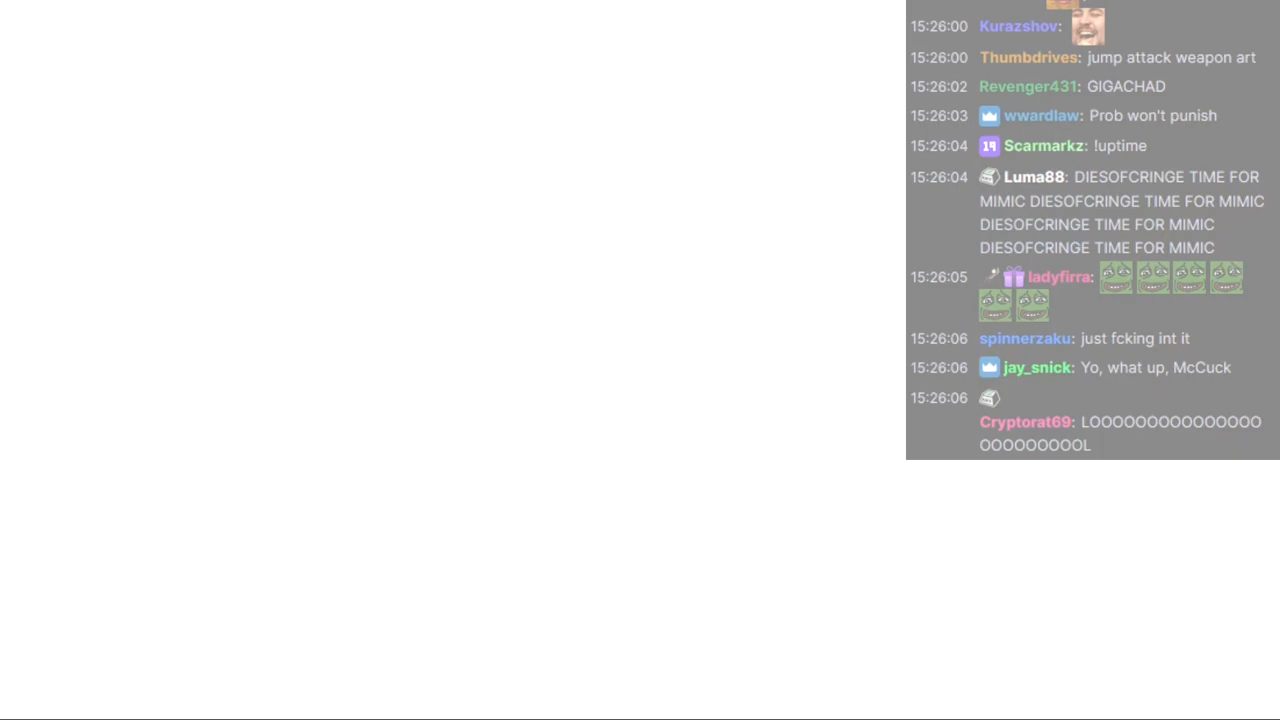 15:26:00 Kurazshov:
15:26:00 Thumbdrives: jump attack weapon art
15:26:02 Revenger431: GIGACHAD
15:26:03 wwardlaw: Prob won't punish
15:26:04 19 Scarmarkz: !uptime
15:26:04 Luma88: DIESOFCRINGE TIME FOR
MIMIC DIESOFCRINGE TIME FOR MIMIC
DIESOFCRINGE TIME FOR MIMIC
DIESOFCRINGE TIME FOR MIMIC
15:26:05 ladyfirra:
15:26:06 spinnerzaku: just fcking int it
15:26:06 jay_snick: Yo, what up, McCuck
15:26:06
Cryptorat69: LOOOOOOOOOOOOOOO
OOOOOOOOOL